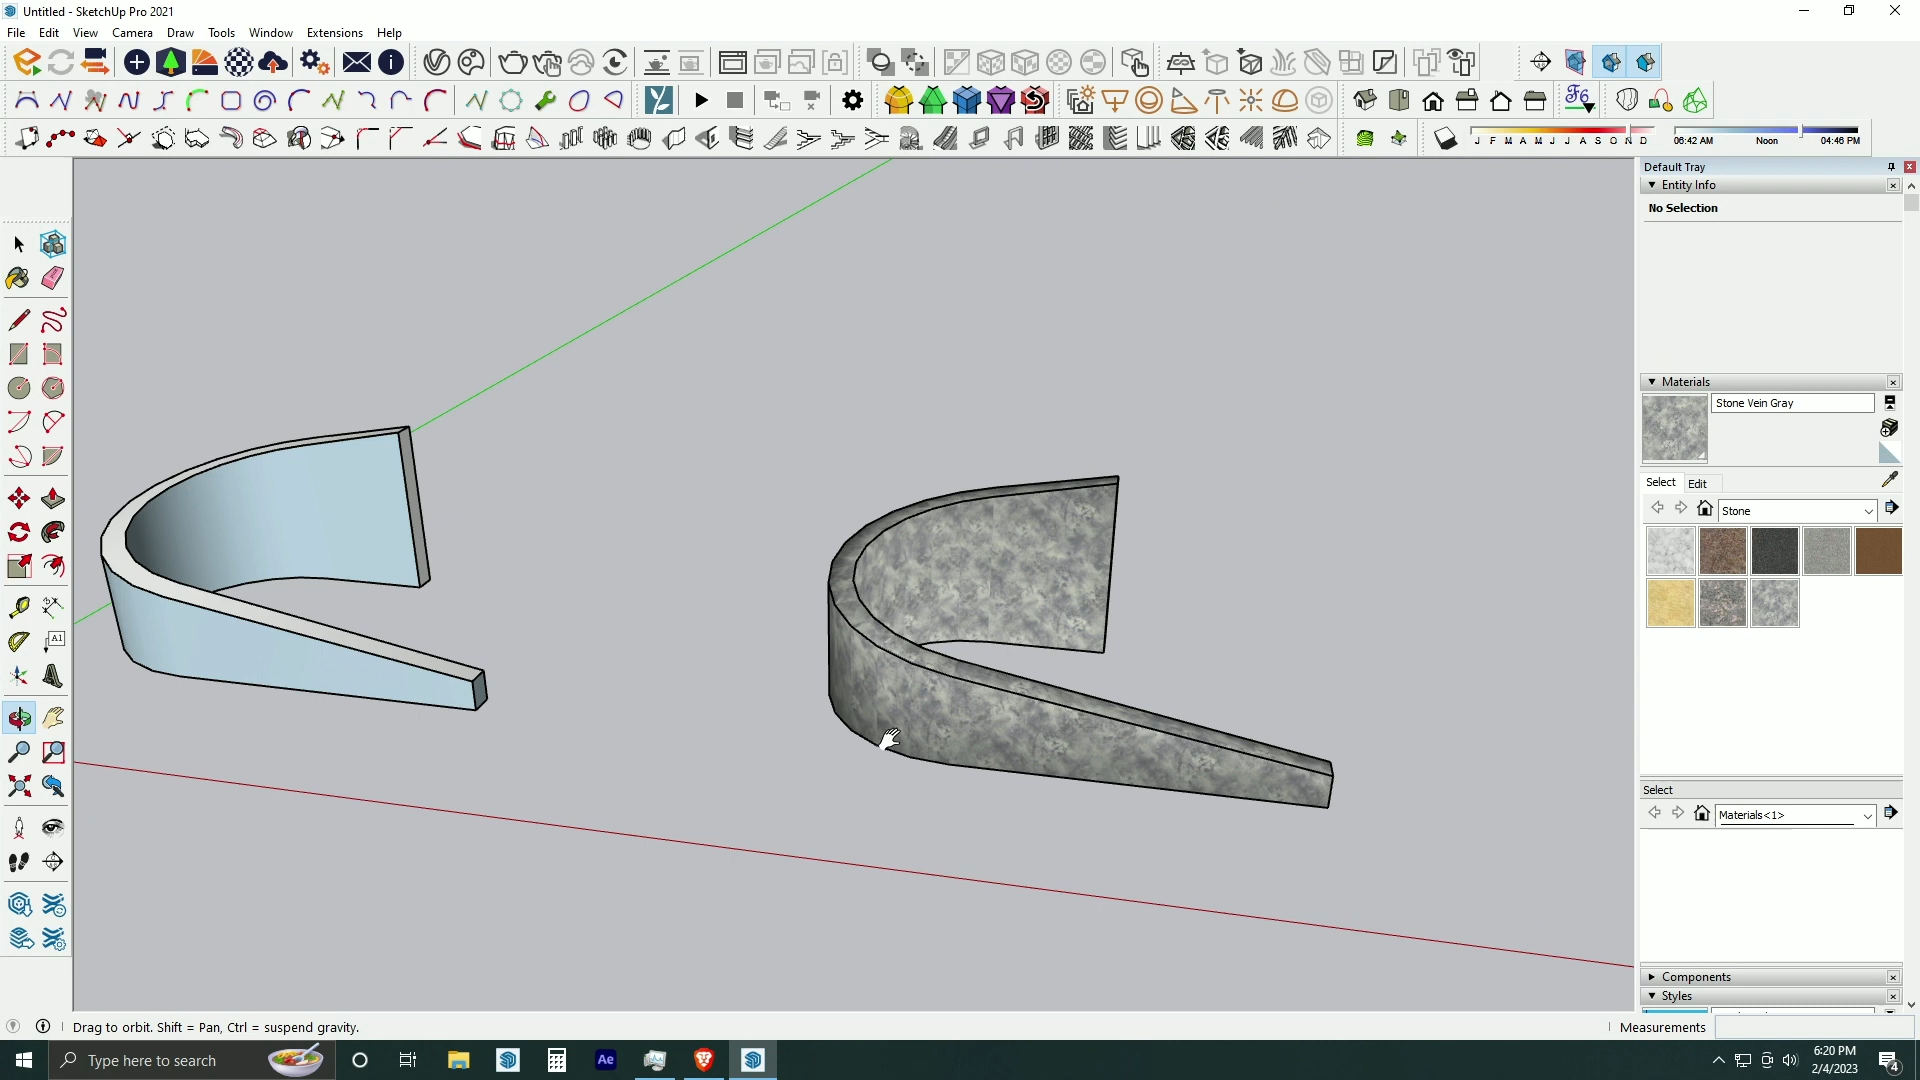 Untitled - SketchUp Pro 2021
File Edit View Camera Draw Tools Window Extensions Help
J F M A M J J A S O N D 06:42 AM Noon 04:46 PM
Default Tray
Entity Info
No Selection
Materials
Stone Vein Gray
Select Edit
Stone
Select
Materials<1>
Components
Styles
A1
Drag to orbit. Shift = Pan, Ctrl = suspend gravity.
Measurements
Type here to search
Ae
6:20 PM
2/4/2023
4